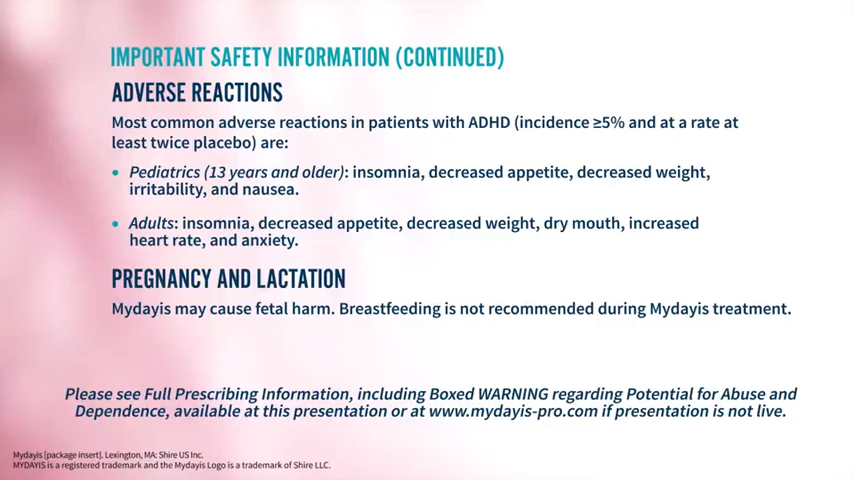 IMPORTANT SAFETY INFORMATION (CONTINUED)
ADVERSE REACTIONS
Most common adverse reactions in patients with ADHD (incidence ≥5% and at a rate at
least twice placebo) are:
• Pediatrics (13 years and older): insomnia, decreased appetite, decreased weight,
irritability, and nausea.
• Adults: insomnia, decreased appetite, decreased weight, dry mouth, increased
heart rate, and anxiety.
PREGNANCY AND LACTATION
Mydayis may cause fetal harm. Breastfeeding is not recommended during Mydayis treatment.
Please see Full Prescribing Information, including Boxed WARNING regarding Potential for Abuse and
Dependence, available at this presentation or at www.mydayis-pro.com if presentation is not live.
Mydayis [package insert]. Lexington, MA: Shire US Inc.
MYDAYIS is a registered trademark and the Mydayis Logo is a trademark of Shire LLC.